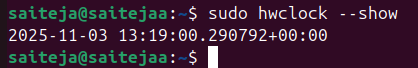 saiteja@saitejaa:~$ sudo hwclock --show
2025-11-03 13:19:00.290792+00:00
saiteja@saitejaa:~$